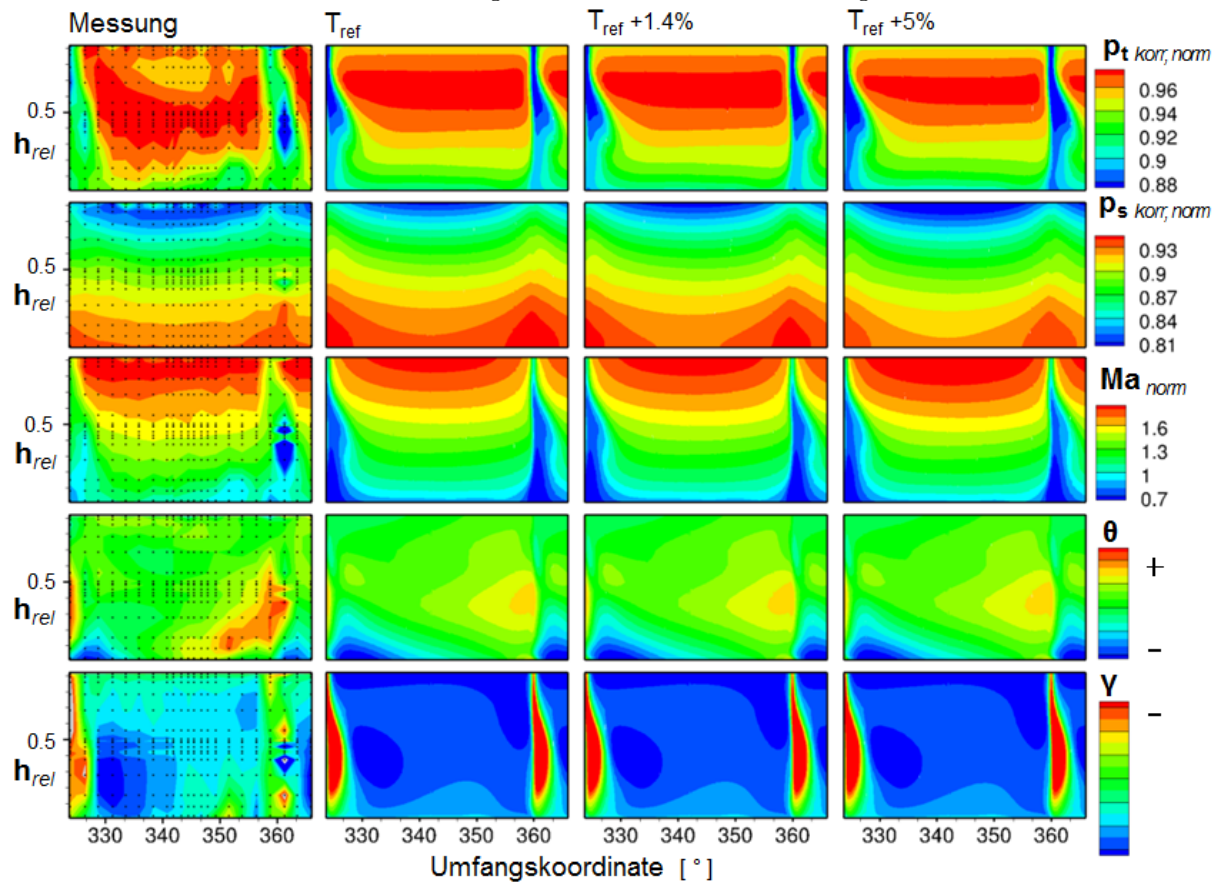 Messung T_ref T_ref +1.4% T_ref +5%
p_t korr, norm
0.96
0.94
0.92
0.9
0.88
0.5
h_rel
p_s korr, norm
0.93
0.9
0.87
0.84
0.81
0.5
h_rel
Ma norm
1.6
1.3
1
0.7
0.5
h_rel
θ
+
−
0.5
h_rel
γ
−
0.5
h_rel
330 340 350 360 330 340 350 360 330 340 350 360 330 340 350 360
Umfangskoordinate [ ° ]